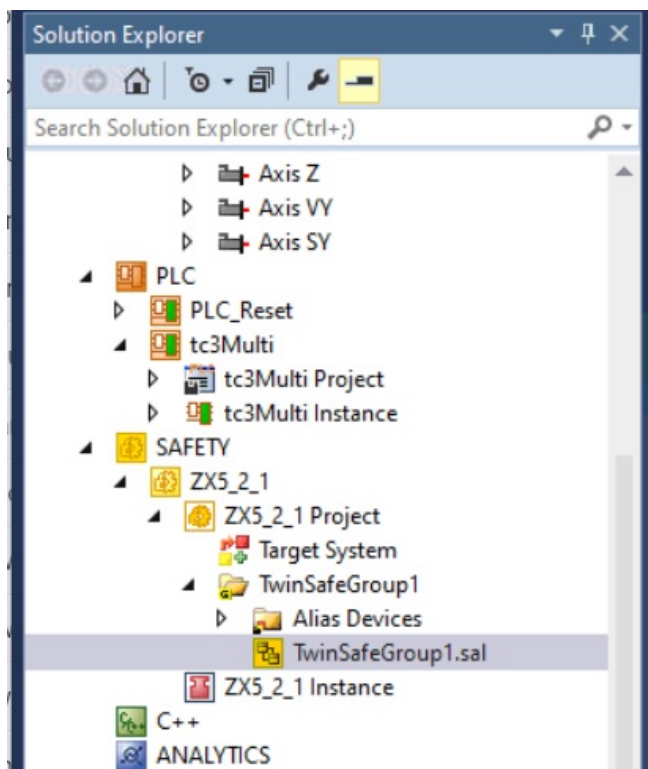 Solution Explorer
Search Solution Explorer (Ctrl+;)
Axis Z
Axis VY
Axis SY
PLC
PLC_Reset
tc3Multi
tc3Multi Project
tc3Multi Instance
SAFETY
ZX5_2_1
ZX5_2_1 Project
Target System
TwinSafeGroup1
Alias Devices
TwinSafeGroup1.sal
ZX5_2_1 Instance
C++
ANALYTICS